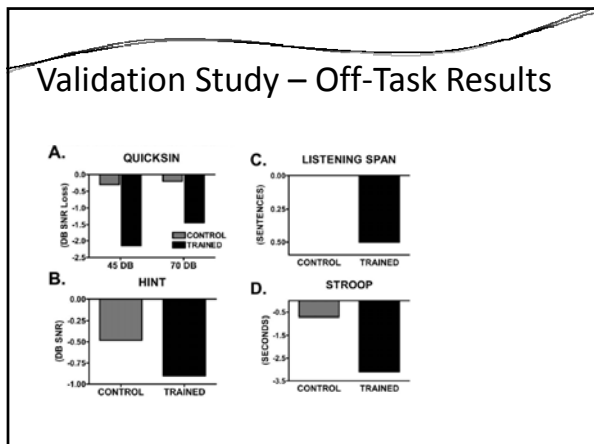 Validation Study – Off-Task Results
A.
QUICKSIN
(DB SNR Loss)
0.0
-0.5
-1.0
-1.5
-2.0
-2.5
CONTROL
TRAINED
45 DB 70 DB
B.
HINT
(DB SNR)
0.00
-0.25
-0.50
-0.75
-1.00
CONTROL TRAINED
C.
LISTENING SPAN
(SENTENCES)
0.00
0.25
0.50
CONTROL TRAINED
D.
STROOP
(SECONDS)
-0.5
-1.5
-2.5
-3.5
CONTROL TRAINED